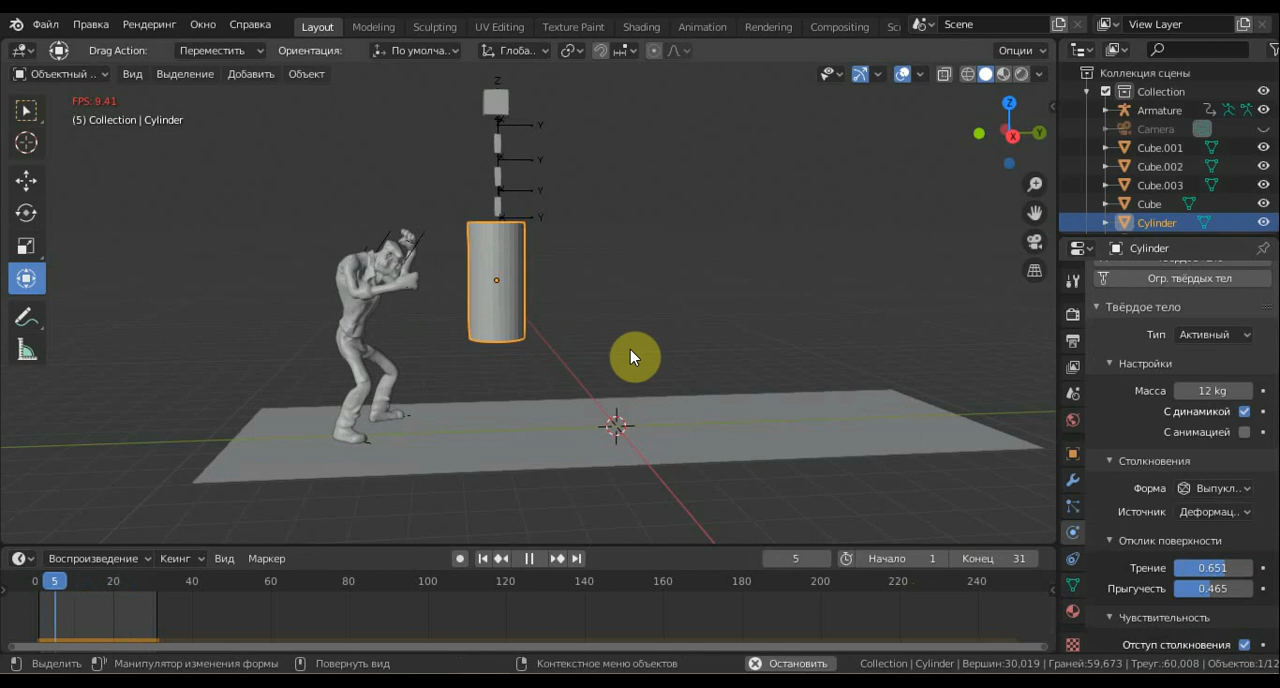 Файл Правка Рендеринг Окно Справка Layout Modeling Sculpting UV Editing Texture Paint Shading Animation Rendering Compositing Sc Scene View Layer
Drag Action: Переместить Ориентация: По умолча.. Глоба.. Опции
Объектный .. Вид Выделение Добавить Объект
Коллекция сцены
Collection
FPS: 9.41
(5) Collection | Cylinder
Armature
Camera
Cube.001
Cube.002
Cube.003
Cube
Cylinder
Z
Y
Y
Y
Y
Z
Y
X
Cylinder
Огр. твёрдых тел
Твёрдое тело
Тип Активный
Настройки
Масса 12 kg
С динамикой
С анимацией
Столкновения
Форма Выпукл..
Источник Деформац..
Отклик поверхности
Трение 0.651
Прыгучесть 0.465
Чувствительность
Отступ столкновения
Воспроизведение Кеинг Вид Маркер 5 Начало 1 Конец 31
0 5 20 40 60 80 100 120 140 160 180 200 220 240
Выделить Манипулятор изменения формы Повернуть вид Контекстное меню объектов Остановить Collection | Cylinder | Вершин:30,019 | Граней:59,673 | Треуг.:60,008 | Объектов:1/12